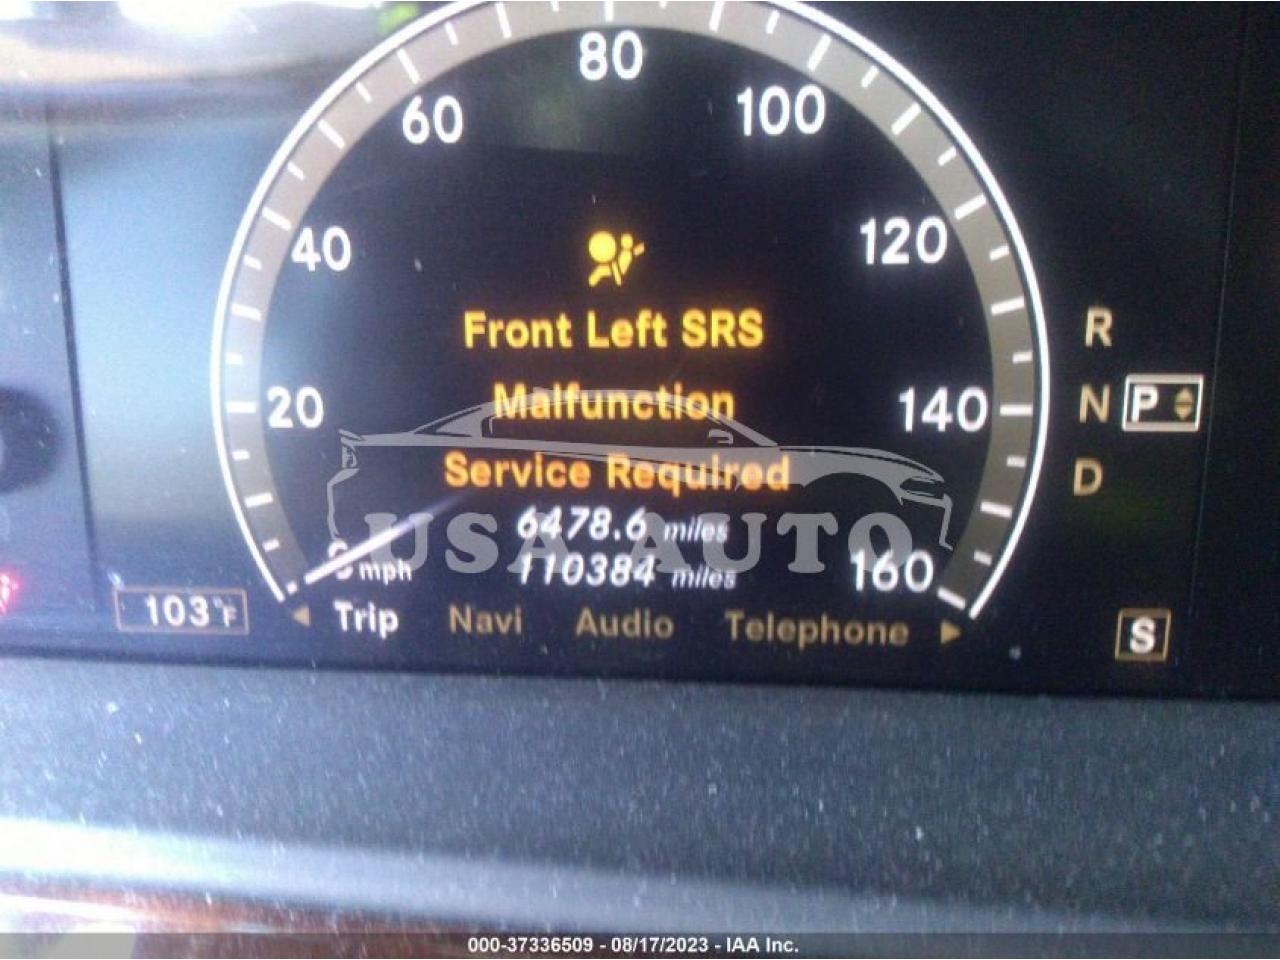 80
60
100
40
120
Front Left SRS
R
Malfunction
N P
20
140
Service Required
D
6478.6 miles
USA AUTO
110384 miles
mph
160
103°F
Trip Navi Audio Telephone
S
000-37336509 - 08/17/2023 - IAA Inc.